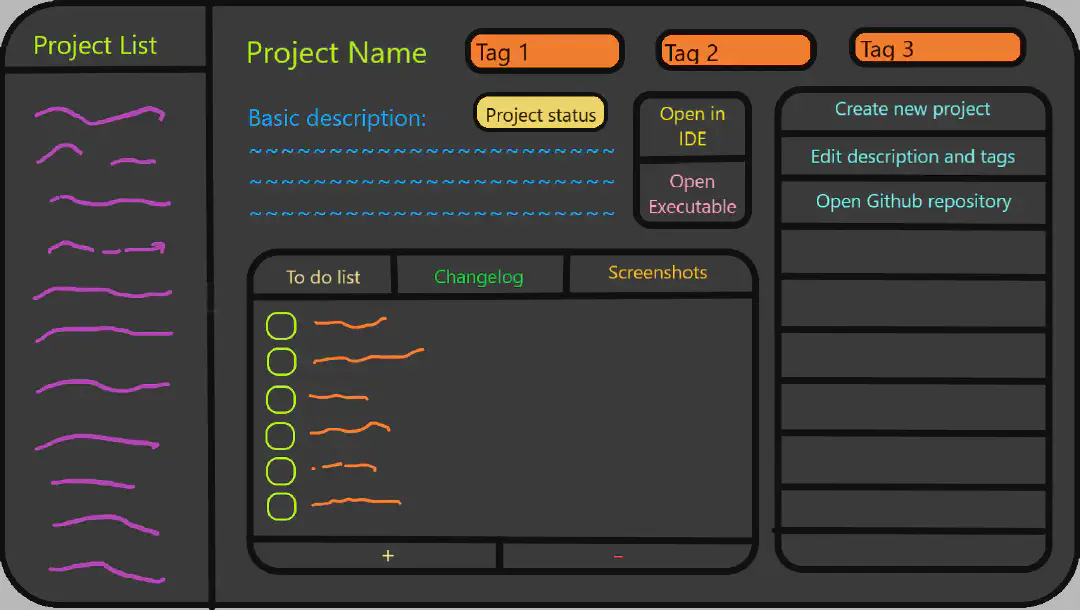 Project List
Project Name
Tag 1
Tag 2
Tag 3
Basic description:
Project status
Open in
IDE
Open
Executable
Create new project
Edit description and tags
Open Github repository
~~~~~~~~~~~~~~~~~~~~~~~
~~~~~~~~~~~~~~~~~~~~~~~
~~~~~~~~~~~~~~~~~~~~~~~
To do list
Changelog
Screenshots
+
-